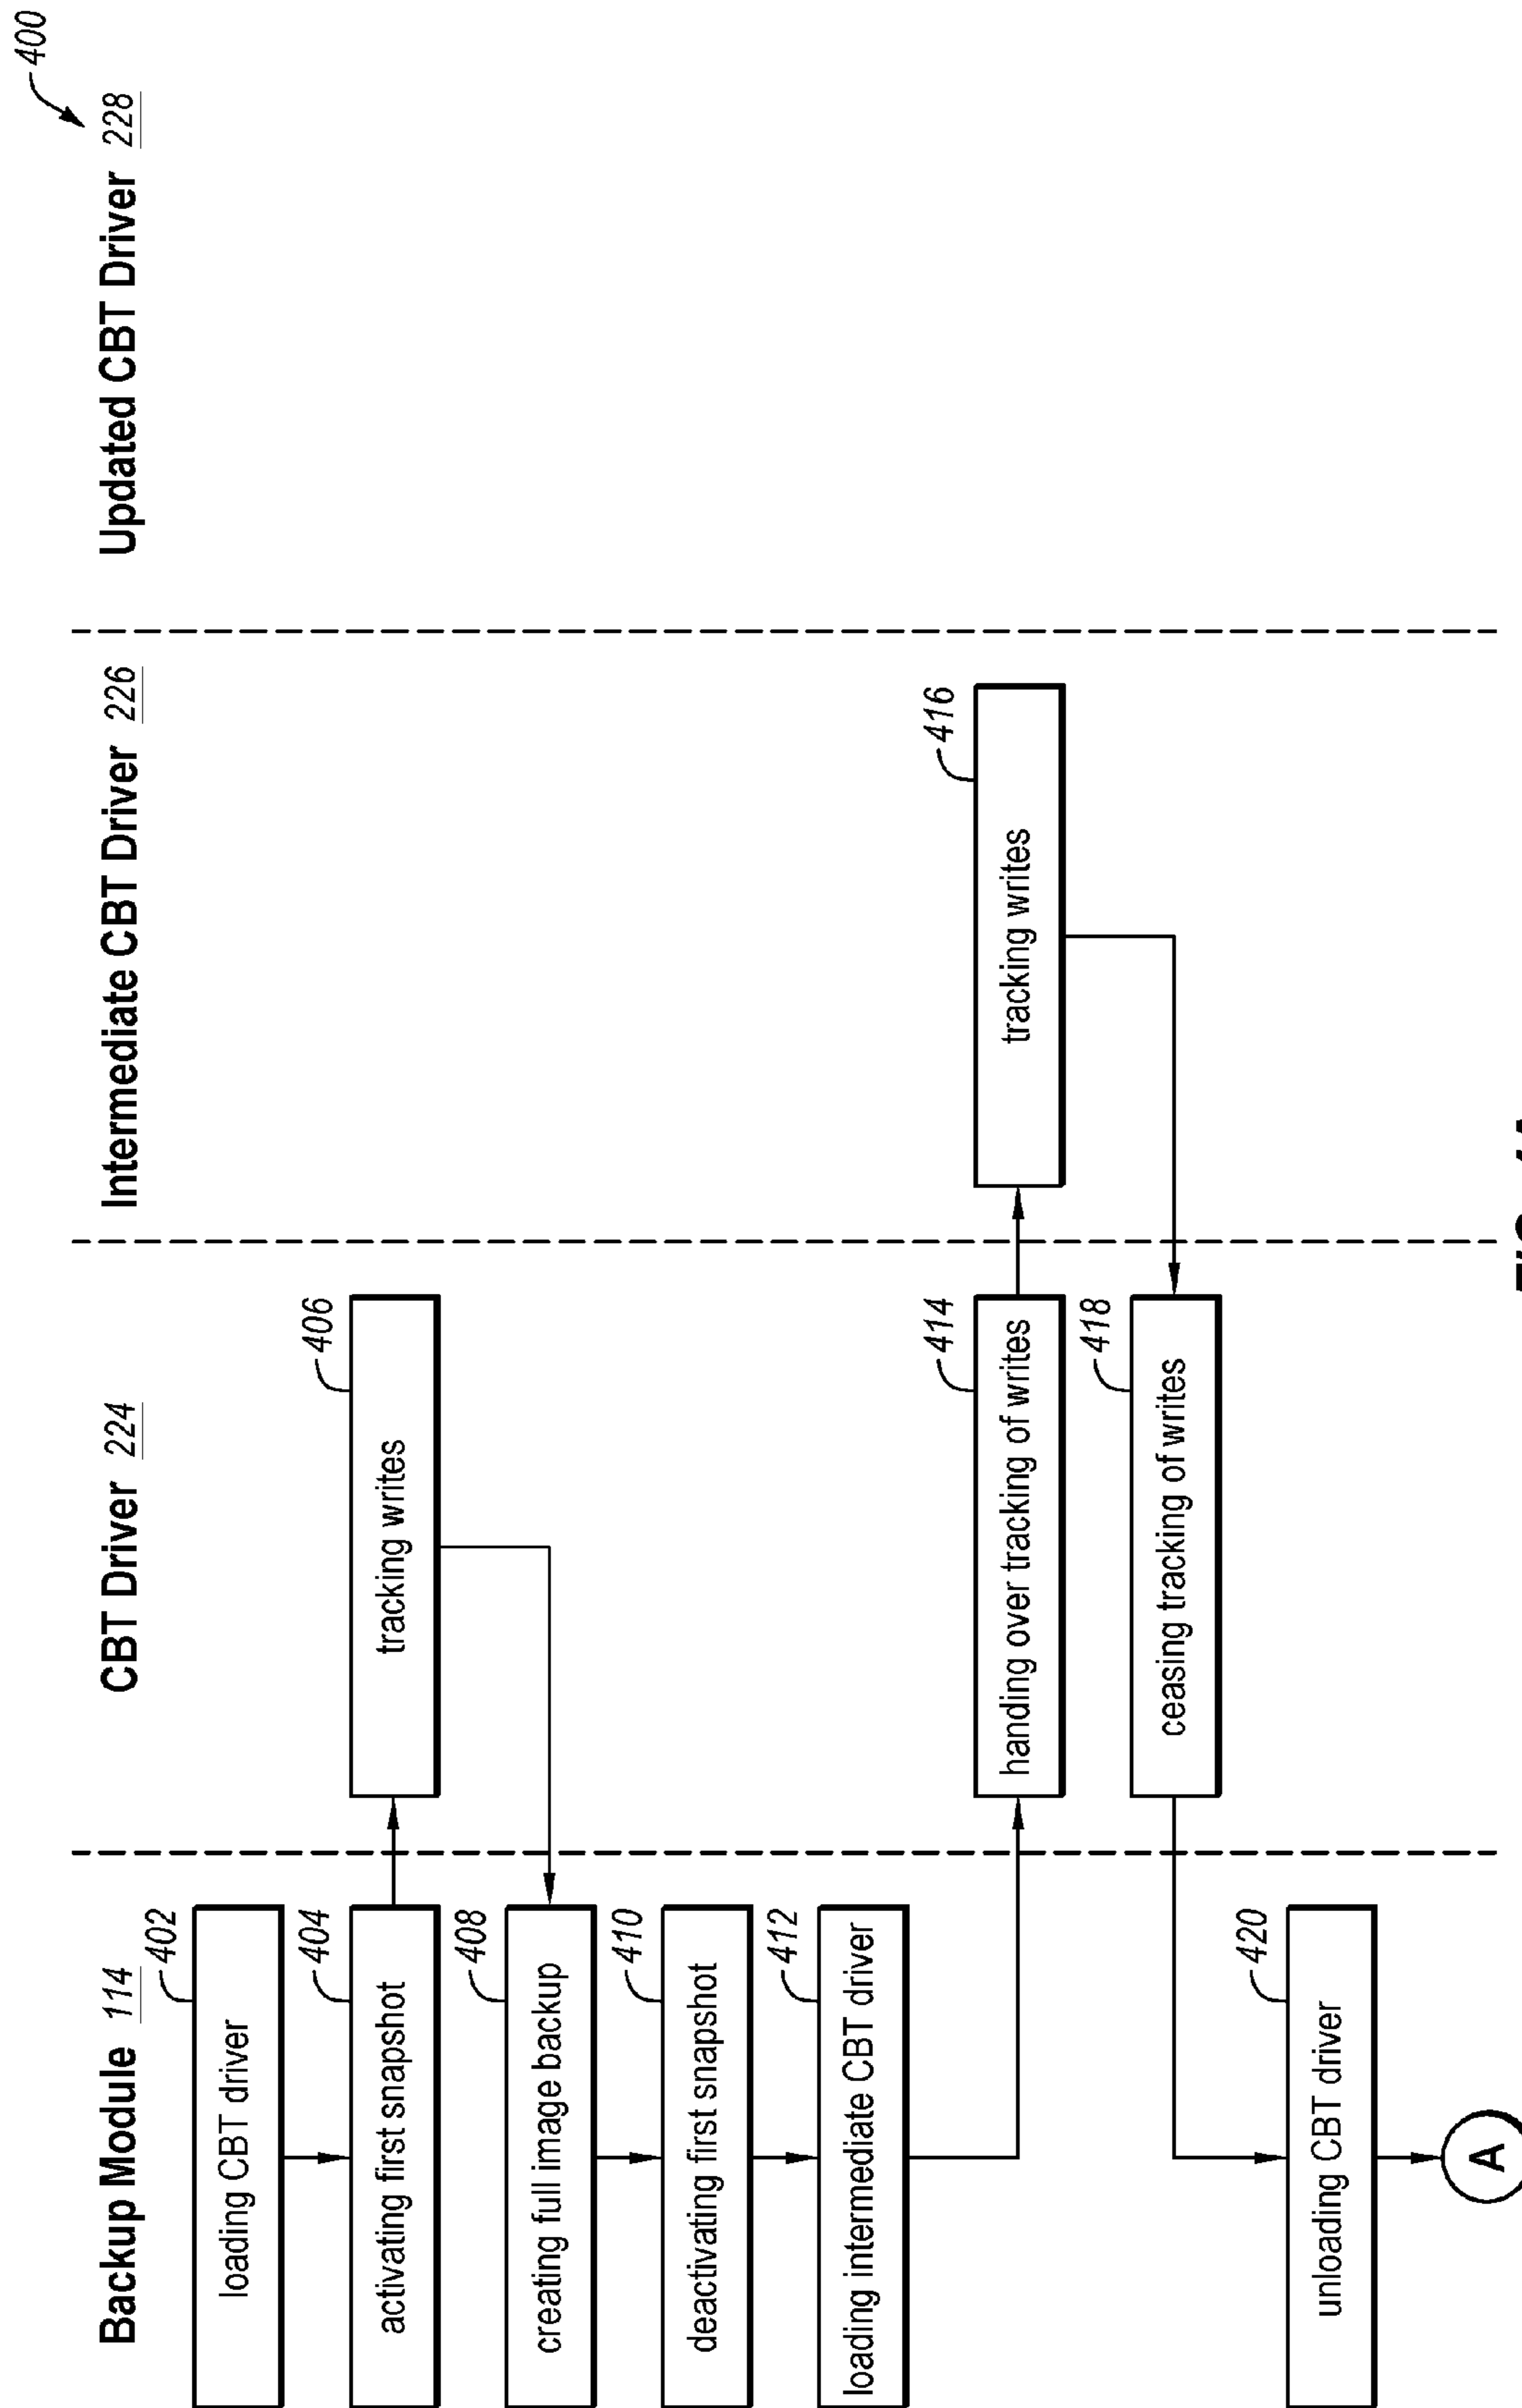 400
Backup Module 114
CBT Driver 224
Intermediate CBT Driver 226
Updated CBT Driver 228
402
loading CBT driver
404
activating first snapshot
406
tracking writes
408
creating full image backup
410
deactivating first snapshot
412
loading intermediate CBT driver
414
handing over tracking of writes
416
tracking writes
418
ceasing tracking of writes
420
unloading CBT driver
A